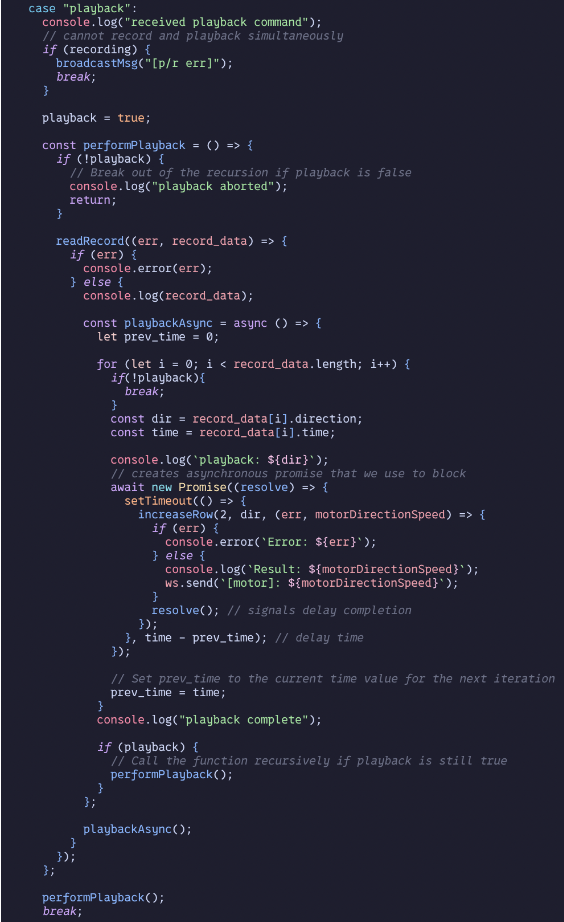 case "playback":
  console.log("received playback command");
  // cannot record and playback simultaneously
  if (recording) {
    broadcastMsg("[p/r err]");
    break;
  }

  playback = true;

  const performPlayback = () => {
    if (!playback) {
      // Break out of the recursion if playback is false
      console.log("playback aborted");
      return;
    }

    readRecord((err, record_data) => {
      if (err) {
        console.error(err);
      } else {
        console.log(record_data);

        const playbackAsync = async () => {
          let prev_time = 0;

          for (let i = 0; i < record_data.length; i++) {
            if(!playback){
              break;
            }
            const dir = record_data[i].direction;
            const time = record_data[i].time;

            console.log(`playback: ${dir}`);
            // creates asynchronous promise that we use to block
            await new Promise((resolve) => {
              setTimeout(() => {
                increaseRow(2, dir, (err, motorDirectionSpeed) => {
                  if (err) {
                    console.error(`Error: ${err}`);
                  } else {
                    console.log(`Result: ${motorDirectionSpeed}`);
                    ws.send(`[motor]: ${motorDirectionSpeed}`);
                  }
                  resolve(); // signals delay completion
                });
              }, time - prev_time); // delay time
            });

            // Set prev_time to the current time value for the next iteration
            prev_time = time;
          }
          console.log("playback complete");

          if (playback) {
            // Call the function recursively if playback is still true
            performPlayback();
          }
        };

        playbackAsync();
      }
    });
  };

  performPlayback();
  break;